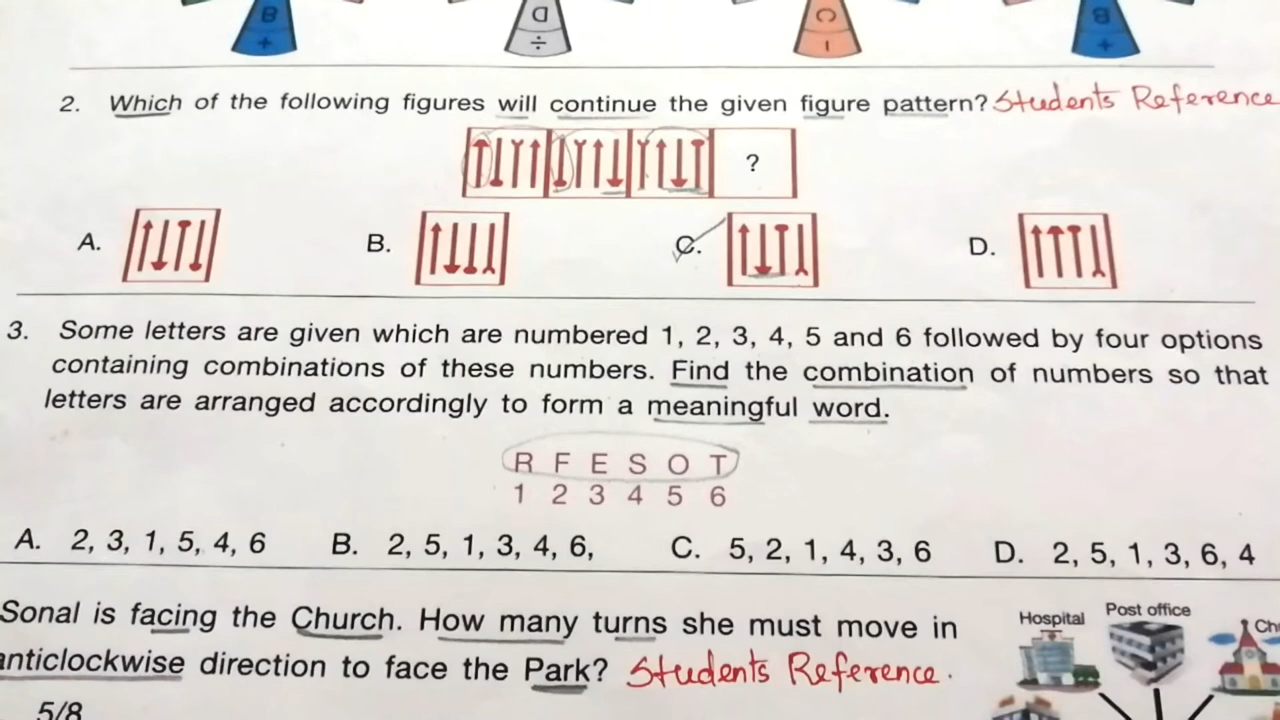 B D C B
+ ÷ − +
2. Which of the following figures will continue the given figure pattern? Students Reference
?
A. B. C. D.
3. Some letters are given which are numbered 1, 2, 3, 4, 5 and 6 followed by four options
containing combinations of these numbers. Find the combination of numbers so that
letters are arranged accordingly to form a meaningful word.
R F E S O T
1 2 3 4 5 6
A. 2, 3, 1, 5, 4, 6 B. 2, 5, 1, 3, 4, 6, C. 5, 2, 1, 4, 3, 6 D. 2, 5, 1, 3, 6, 4
Sonal is facing the Church. How many turns she must move in
anticlockwise direction to face the Park? Students Reference.
Hospital Post office
5/8